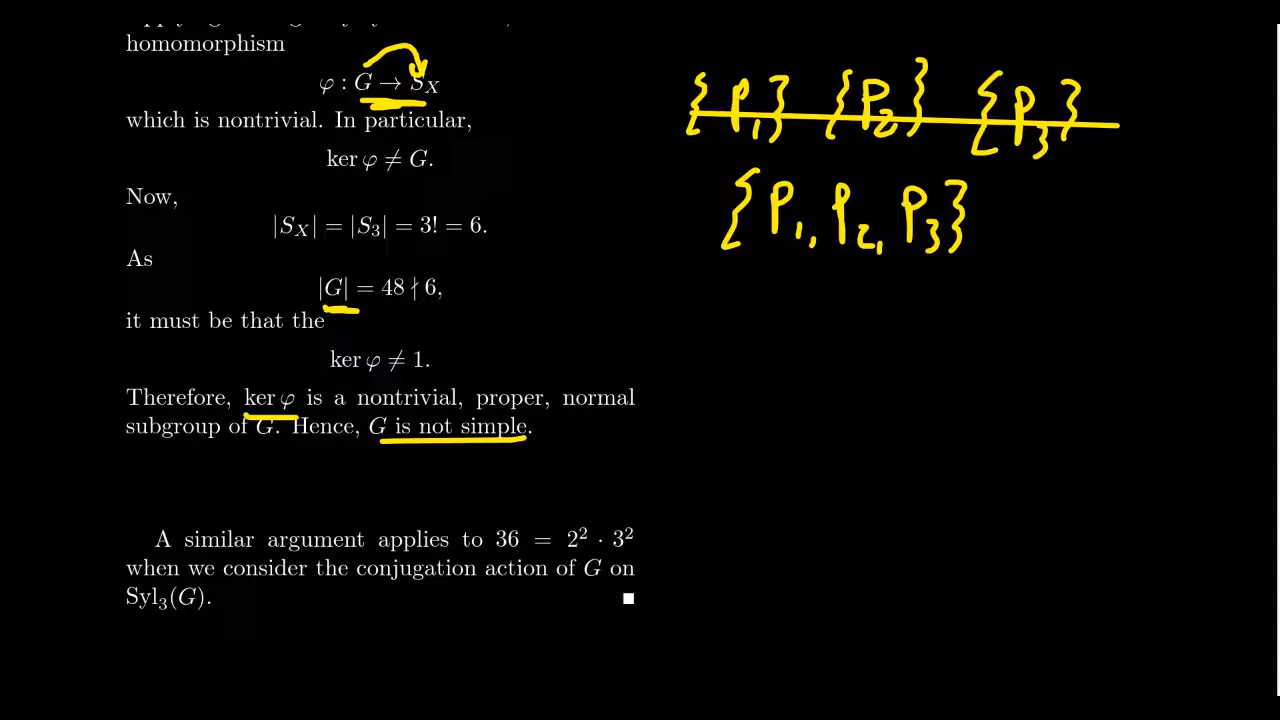 homomorphism
φ : G → S_X
which is nontrivial. In particular,
ker φ ≠ G.
Now,
|S_X| = |S_3| = 3! = 6.
As
|G| = 48 ∤ 6,
it must be that the
ker φ ≠ 1.
Therefore, ker φ is a nontrivial, proper, normal
subgroup of G. Hence, G is not simple.
A similar argument applies to 36 = 2² · 3²
when we consider the conjugation action of G on
Syl₃(G).
{P₁} {P₂} {P₃}
{P₁, P₂, P₃}